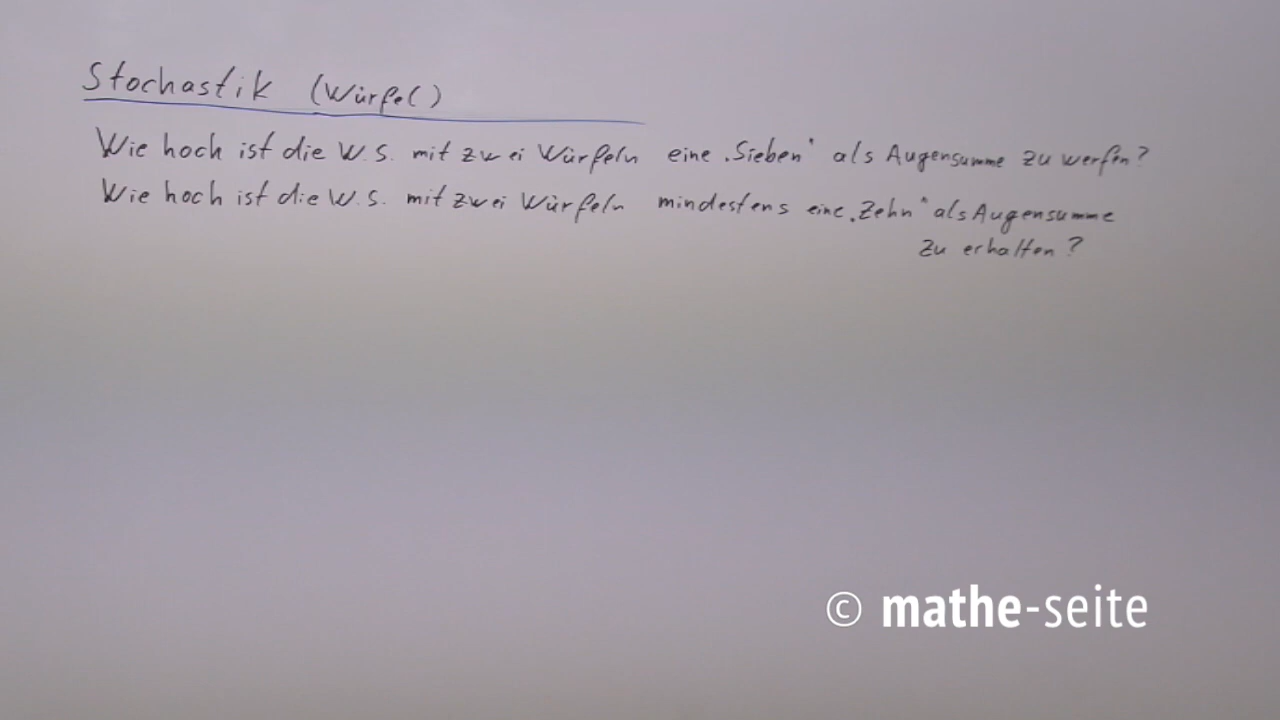 Stochastik (Würfel)
Wie hoch ist die W.S. mit zwei Würfeln eine „Sieben“ als Augensumme zu werfen?
Wie hoch ist die W.S. mit zwei Würfeln mindestens eine „Zehn“ als Augensumme
zu erhalten?
© mathe-seite